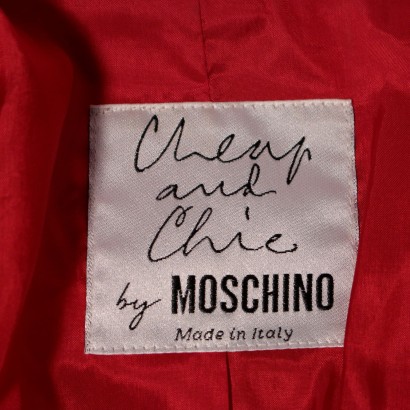 Cheap
and
Chic
by MOSCHINO
Made in Italy